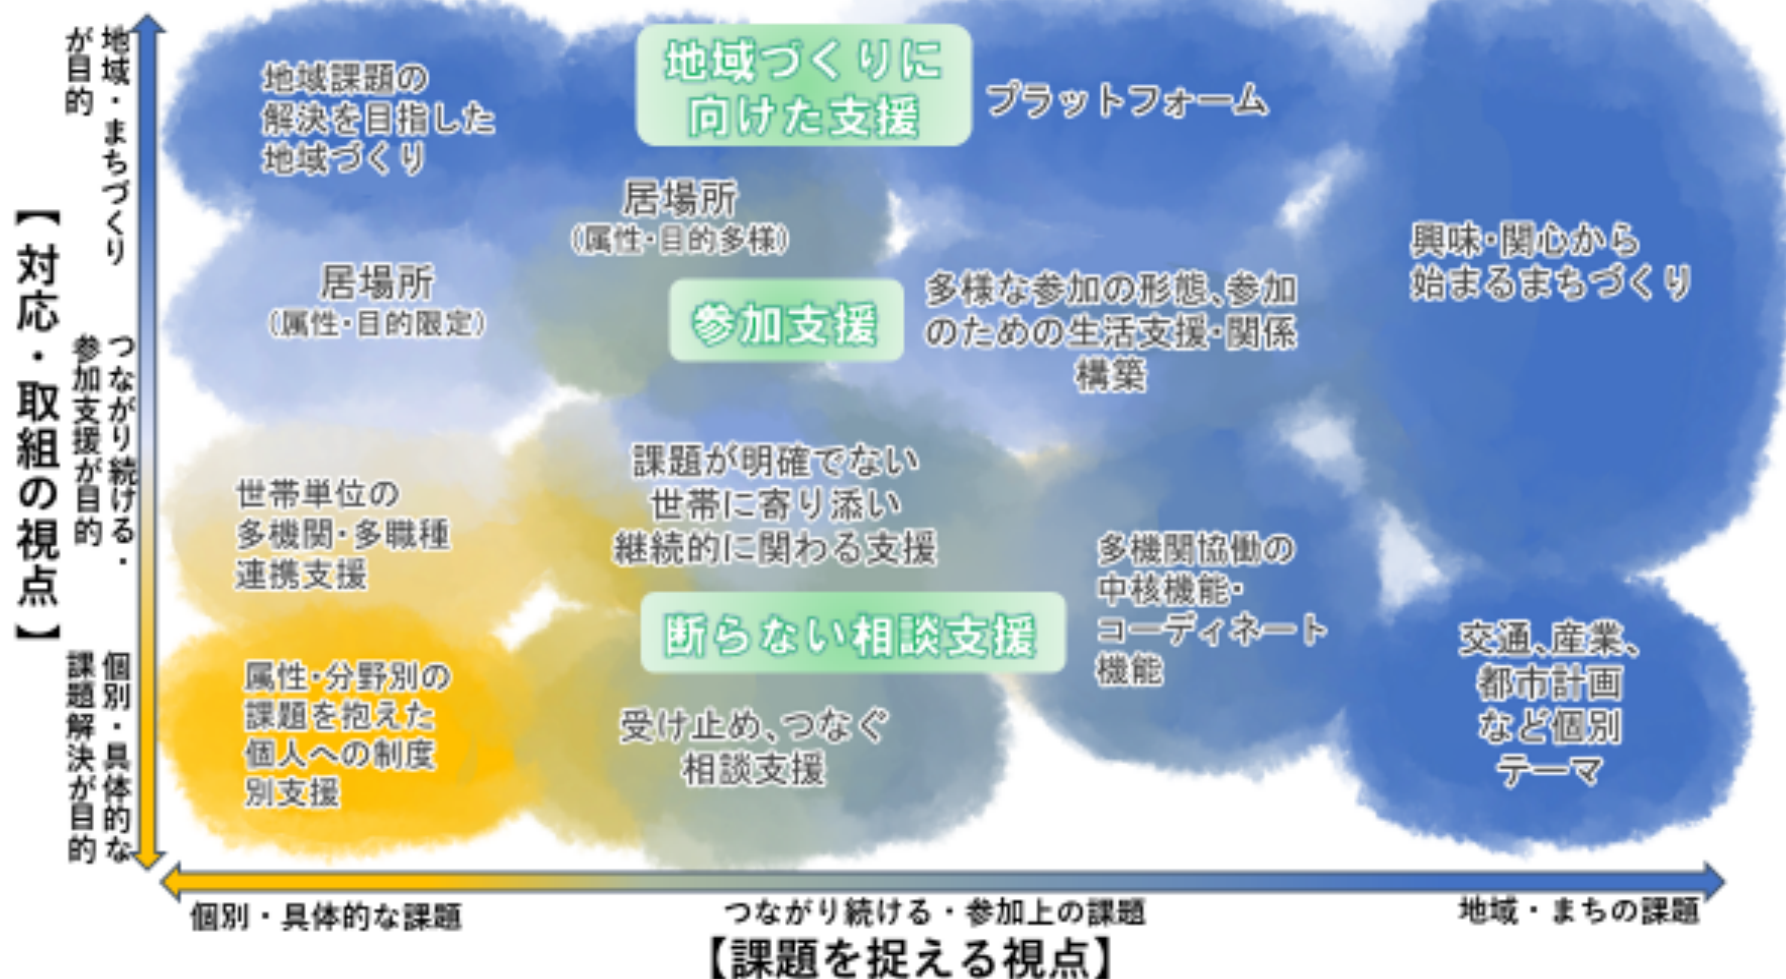 【対応・取組の視点】
地域・まちづくり
が目的
つながり続ける・
参加支援が目的
個別・具体的な
課題解決が目的
地域課題の
解決を目指した
地域づくり
地域づくりに
向けた支援
プラットフォーム
居場所
(属性・目的多様)
居場所
(属性・目的限定)
参加支援
多様な参加の形態、参加
のための生活支援・関係
構築
興味・関心から
始まるまちづくり
世帯単位の
多機関・多職種
連携支援
課題が明確でない
世帯に寄り添い
継続的に関わる支援
多機関協働の
中核機能・
コーディネート
機能
断らない相談支援
属性・分野別の
課題を抱えた
個人への制度
別支援
受け止め、つなぐ
相談支援
交通、産業、
都市計画
など個別
テーマ
個別・具体的な課題
つながり続ける・参加上の課題
地域・まちの課題
【課題を捉える視点】